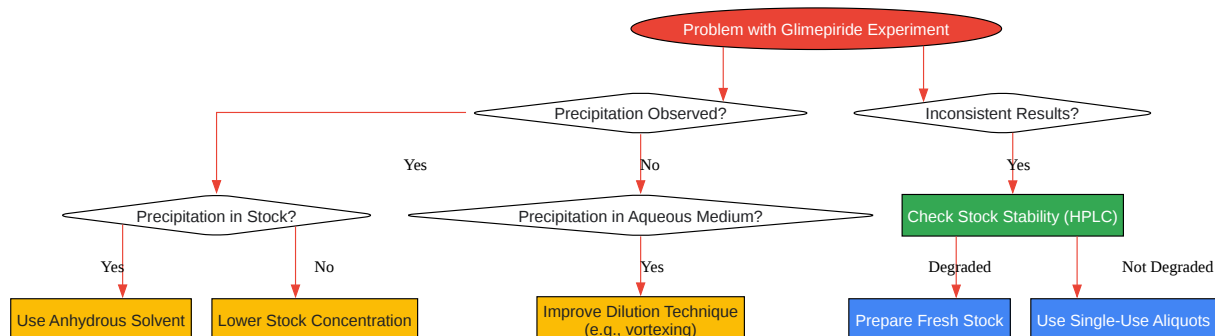 Problem with Glimepiride Experiment
Precipitation Observed?
Inconsistent Results?
Yes
No
Yes
Precipitation in Stock?
Precipitation in Aqueous Medium?
Check Stock Stability (HPLC)
Yes
No
Yes
Degraded
Not Degraded
Use Anhydrous Solvent
Lower Stock Concentration
Improve Dilution Technique
(e.g., vortexing)
Prepare Fresh Stock
Use Single-Use Aliquots